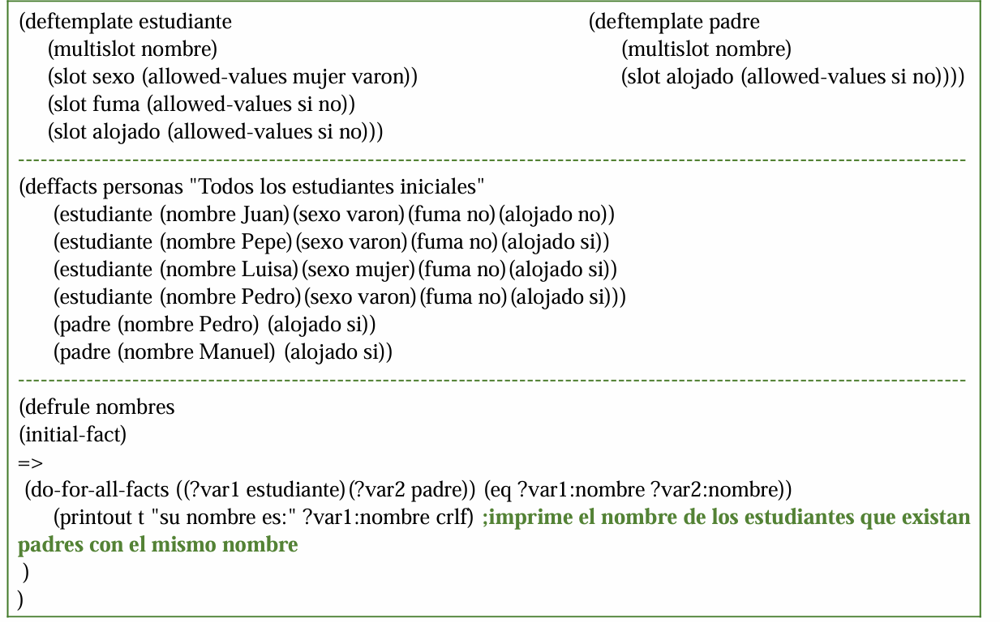 (deftemplate estudiante
(multislot nombre)
(slot sexo (allowed-values mujer varon))
(slot fuma (allowed-values si no))
(slot alojado (allowed-values si no)))
(deftemplate padre
(multislot nombre)
(slot alojado (allowed-values si no))))
(deffacts personas "Todos los estudiantes iniciales"
(estudiante (nombre Juan)(sexo varon)(fuma no)(alojado no))
(estudiante (nombre Pepe)(sexo varon)(fuma no)(alojado si))
(estudiante (nombre Luisa)(sexo mujer)(fuma no)(alojado si))
(estudiante (nombre Pedro)(sexo varon)(fuma no)(alojado si)))
(padre (nombre Pedro) (alojado si))
(padre (nombre Manuel) (alojado si))
(defrule nombres
(initial-fact)
=>
(do-for-all-facts ((?var1 estudiante)(?var2 padre)) (eq ?var1:nombre ?var2:nombre))
(printout t "su nombre es:" ?var1:nombre crlf) ;imprime el nombre de los estudiantes que existan
padres con el mismo nombre
)
)